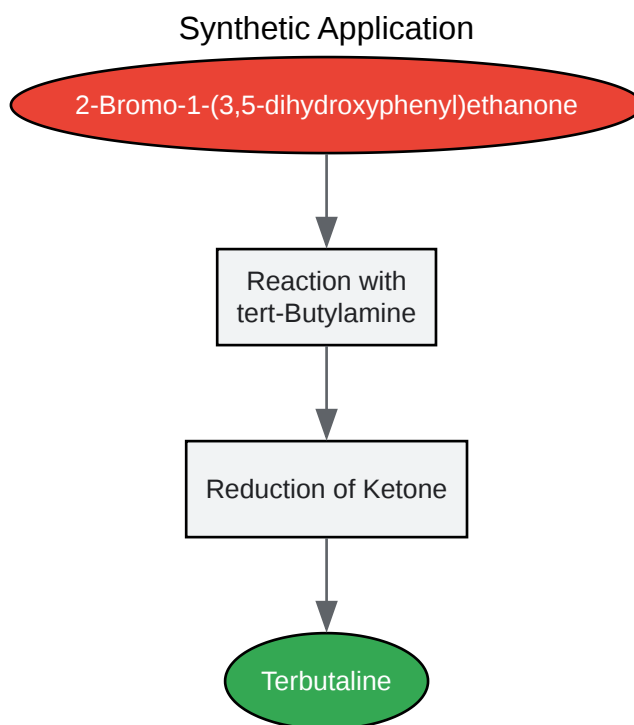 Synthetic Application
2-Bromo-1-(3,5-dihydroxyphenyl)ethanone
Reaction with
tert-Butylamine
Reduction of Ketone
Terbutaline